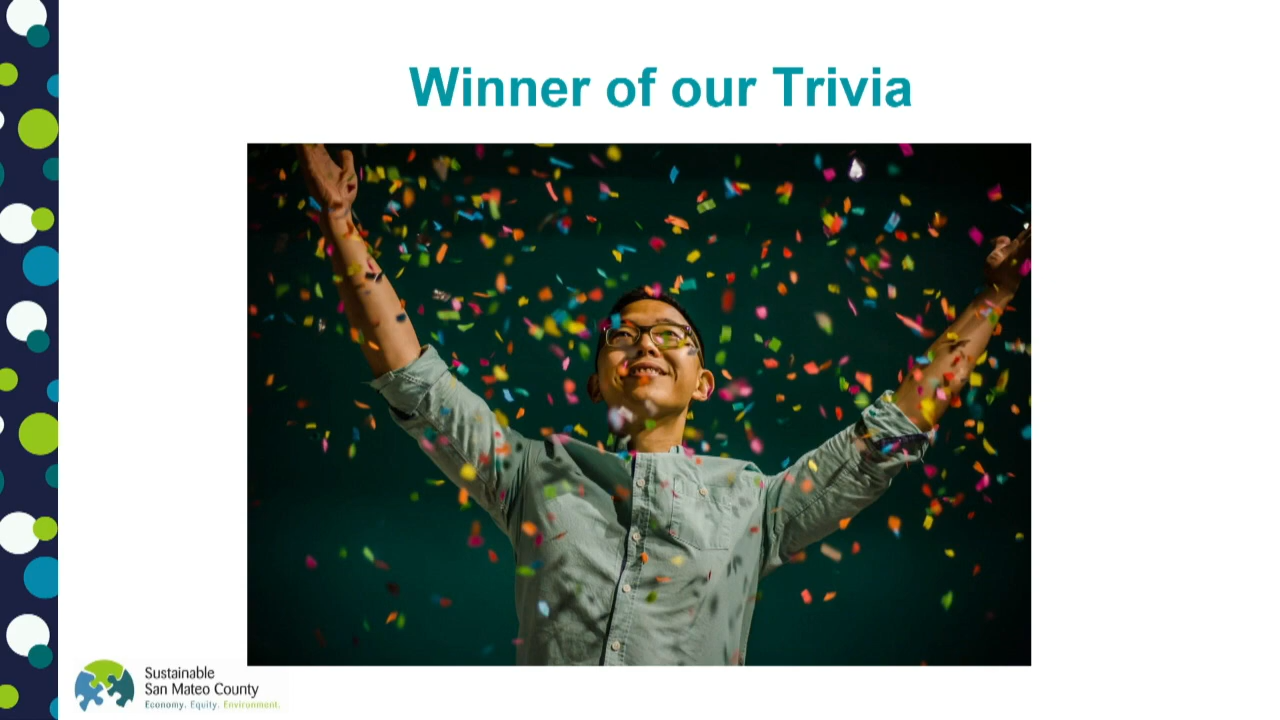 Winner of our Trivia
Sustainable
San Mateo County
Economy. Equity. Environment.